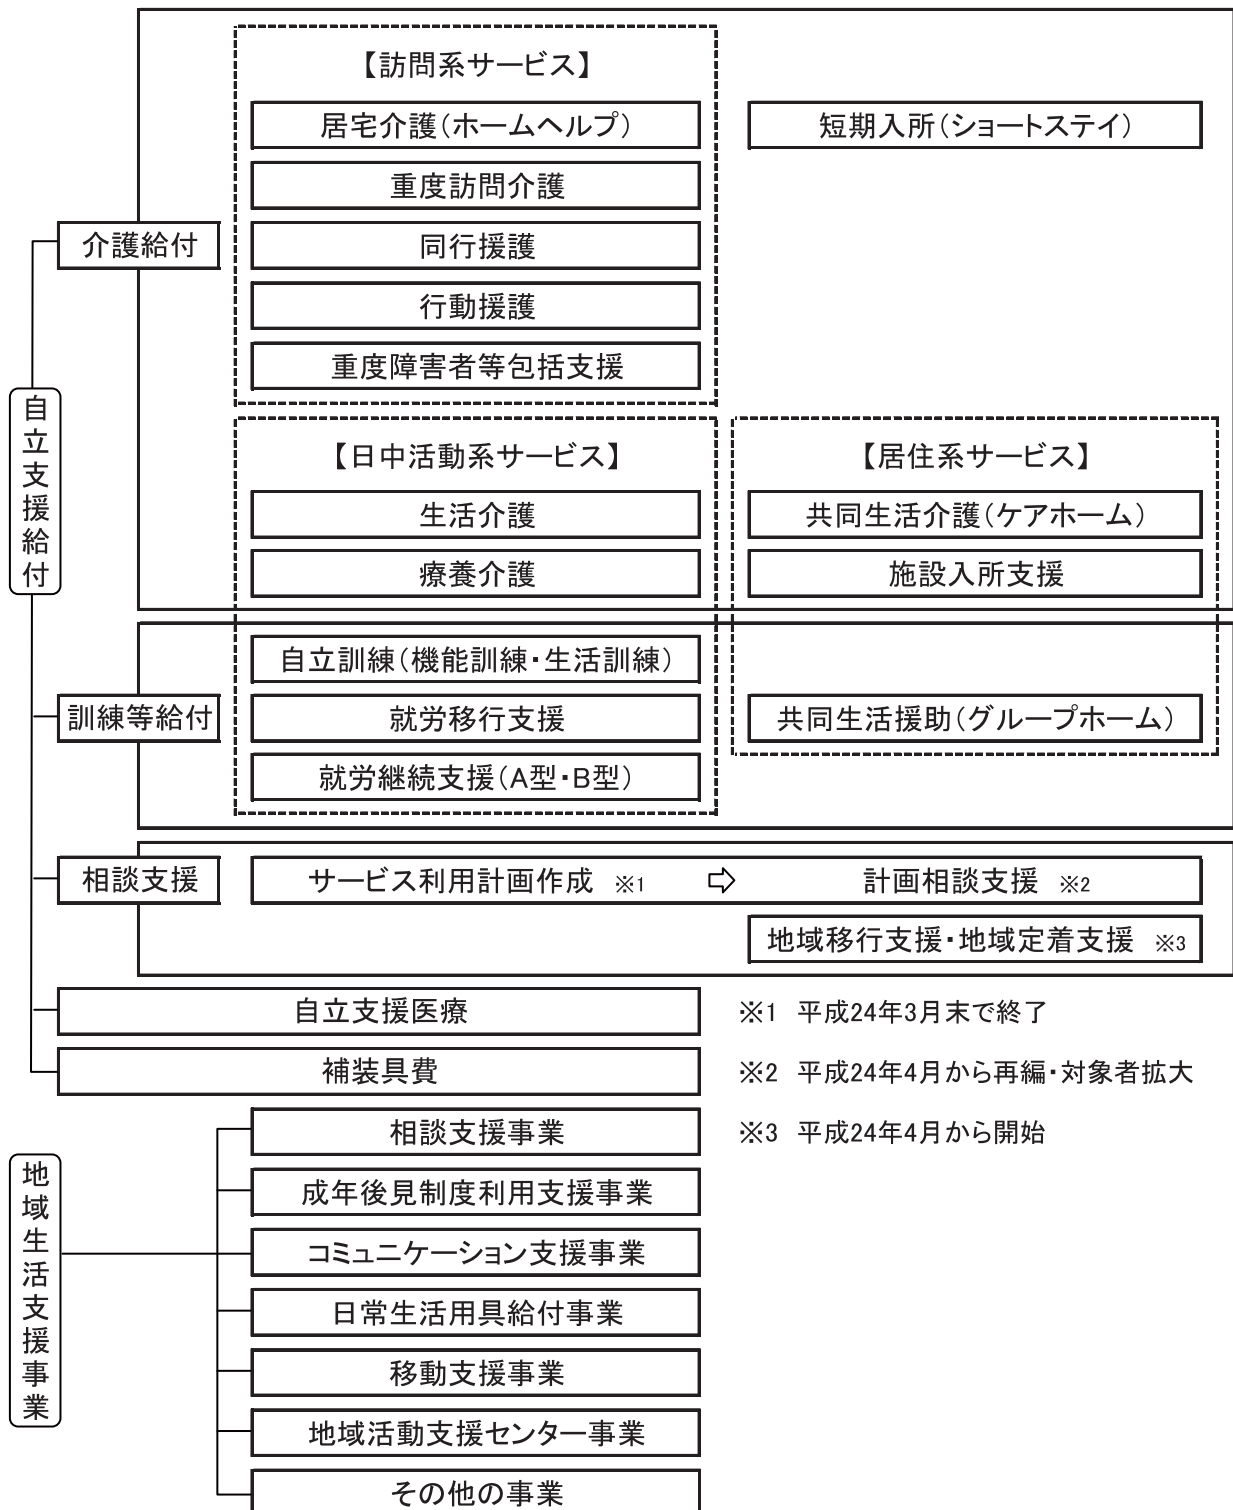 自立支援給付
介護給付
【訪問系サービス】
居宅介護(ホームヘルプ)
重度訪問介護
同行援護
行動援護
重度障害者等包括支援
短期入所(ショートステイ)
【日中活動系サービス】
生活介護
療養介護
【居住系サービス】
共同生活介護(ケアホーム)
施設入所支援
訓練等給付
自立訓練(機能訓練・生活訓練)
就労移行支援
就労継続支援(A型・B型)
共同生活援助(グループホーム)
相談支援
サービス利用計画作成 ※1 ⇨ 計画相談支援 ※2
地域移行支援・地域定着支援 ※3
自立支援医療
補装具費
※1 平成24年3月末で終了
※2 平成24年4月から再編・対象者拡大
※3 平成24年4月から開始
地域生活支援事業
相談支援事業
成年後見制度利用支援事業
コミュニケーション支援事業
日常生活用具給付事業
移動支援事業
地域活動支援センター事業
その他の事業